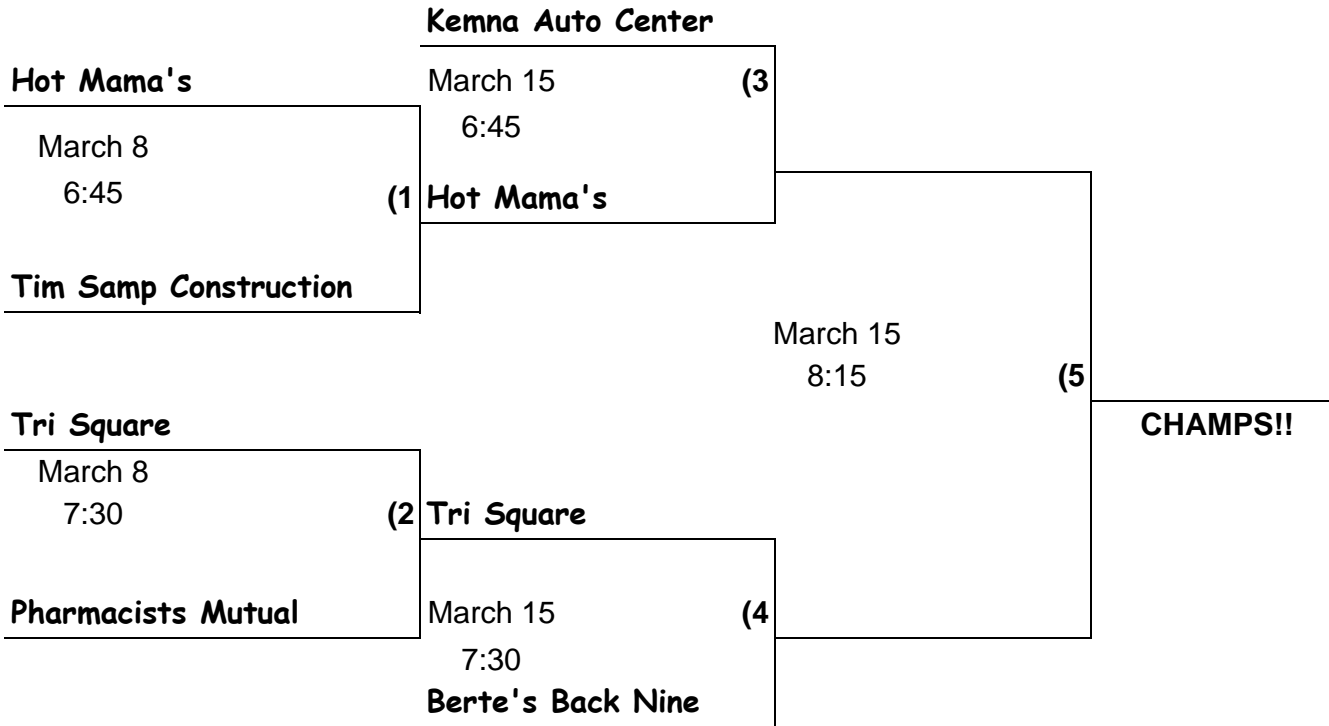 Kemna Auto Center
Hot Mama's
March 15 (3
6:45
March 8
6:45 (1
Hot Mama's
Tim Samp Construction
March 15
8:15 (5
CHAMPS!!
Tri Square
March 8
7:30 (2
Tri Square
Pharmacists Mutual
March 15 (4
7:30
Berte's Back Nine